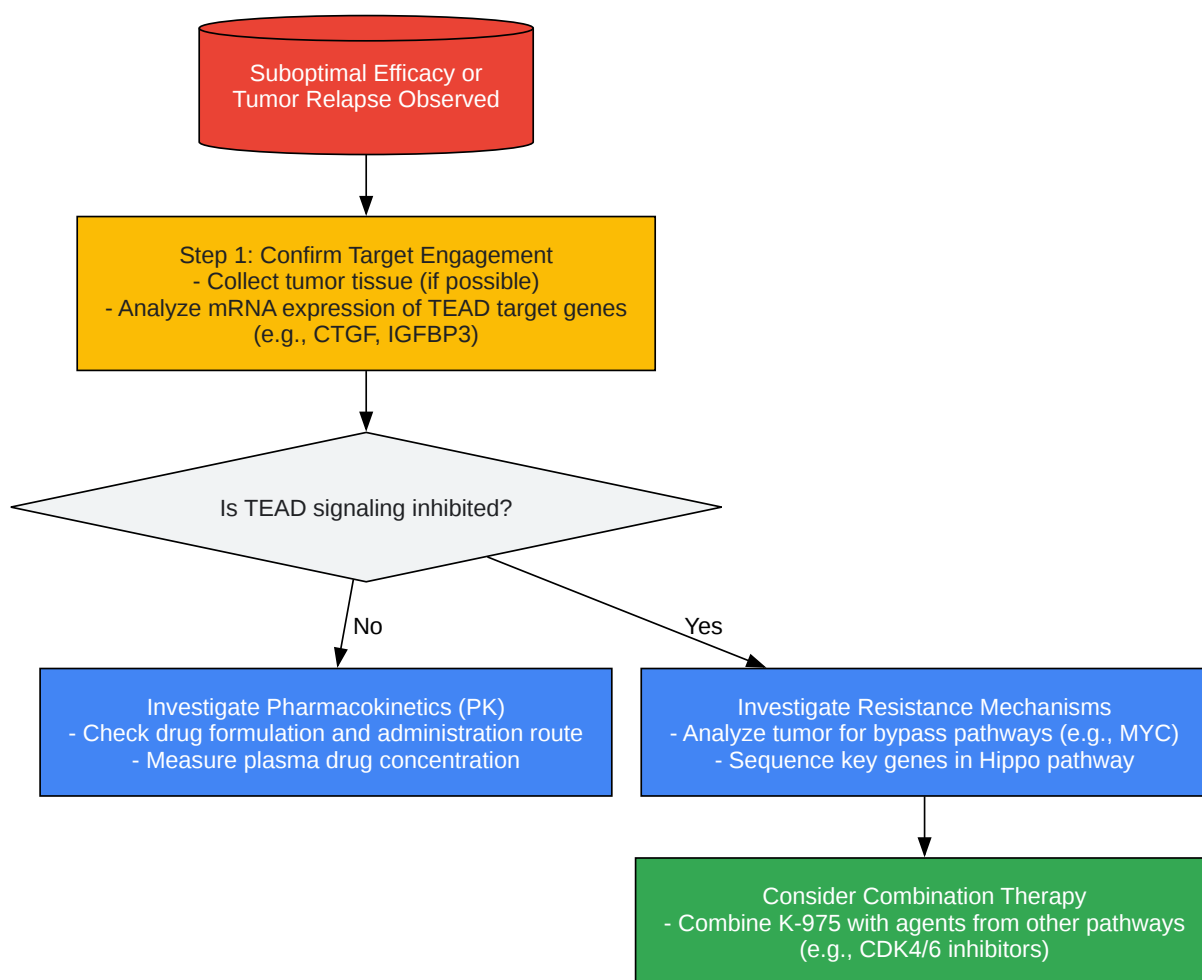 Suboptimal Efficacy or
Tumor Relapse Observed
Step 1: Confirm Target Engagement
- Collect tumor tissue (if possible)
- Analyze mRNA expression of TEAD target genes
(e.g., CTGF, IGFBP3)
Is TEAD signaling inhibited?
No
Yes
Investigate Pharmacokinetics (PK)
- Check drug formulation and administration route
- Measure plasma drug concentration
Investigate Resistance Mechanisms
- Analyze tumor for bypass pathways (e.g., MYC)
- Sequence key genes in Hippo pathway
Consider Combination Therapy
- Combine K-975 with agents from other pathways
(e.g., CDK4/6 inhibitors)